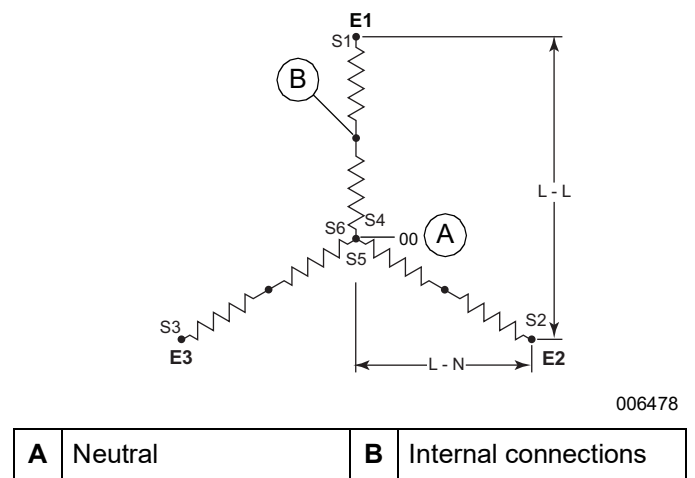 E1
S1
B
L - L
S4
S6
00
A
S5
S3
S2
E3
L - N
E2
006478
A Neutral B Internal connections